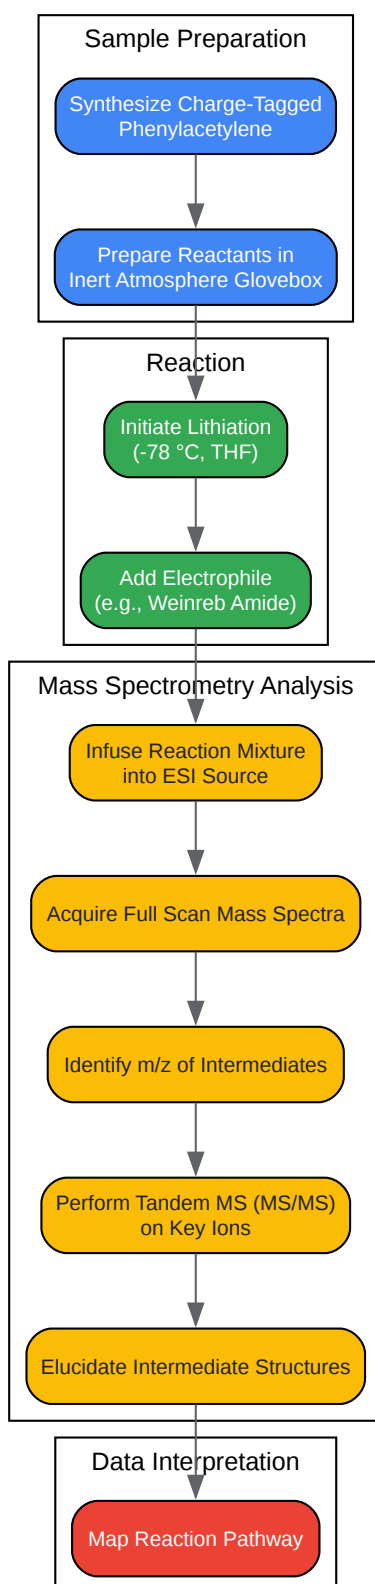 Sample Preparation
Synthesize Charge-Tagged
Phenylacetylene
Prepare Reactants in
Inert Atmosphere Glovebox
Reaction
Initiate Lithiation
(-78 °C, THF)
Add Electrophile
(e.g., Weinreb Amide)
Mass Spectrometry Analysis
Infuse Reaction Mixture
into ESI Source
Acquire Full Scan Mass Spectra
Identify m/z of Intermediates
Perform Tandem MS (MS/MS)
on Key Ions
Elucidate Intermediate Structures
Data Interpretation
Map Reaction Pathway